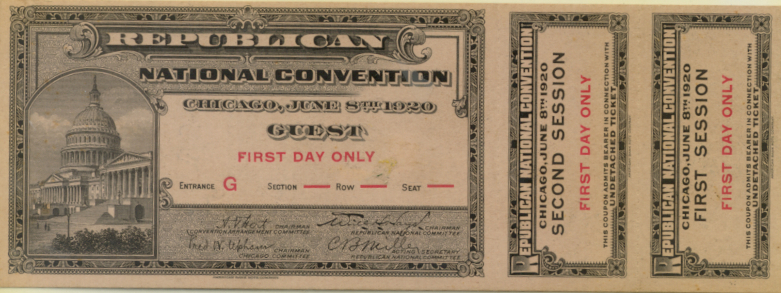 REPUBLICAN
NATIONAL CONVENTION
CHICAGO, JUNE 8TH 1920
GUEST
FIRST DAY ONLY
ENTRANCE G SECTION — ROW — SEAT —
CHAIRMAN
CONVENTION ARRANGEMENT COMMITTEE.
CHAIRMAN
REPUBLICAN NATIONAL COMMITTEE
Fred W. Upham
CHAIRMAN
CHICAGO COMMITTEE
C B Miller
SECRETARY
REPUBLICAN NATIONAL COMMITTEE
REPUBLICAN NATIONAL CONVENTION
CHICAGO, JUNE 8TH 1920
SECOND SESSION
FIRST DAY ONLY
THIS COUPON ADMITS BEARER IN CONNECTION WITH
UNDETACHED TICKET
REPUBLICAN NATIONAL CONVENTION
CHICAGO, JUNE 8TH 1920
FIRST SESSION
FIRST DAY ONLY
THIS COUPON ADMITS BEARER IN CONNECTION WITH
UNDETACHED TICKET